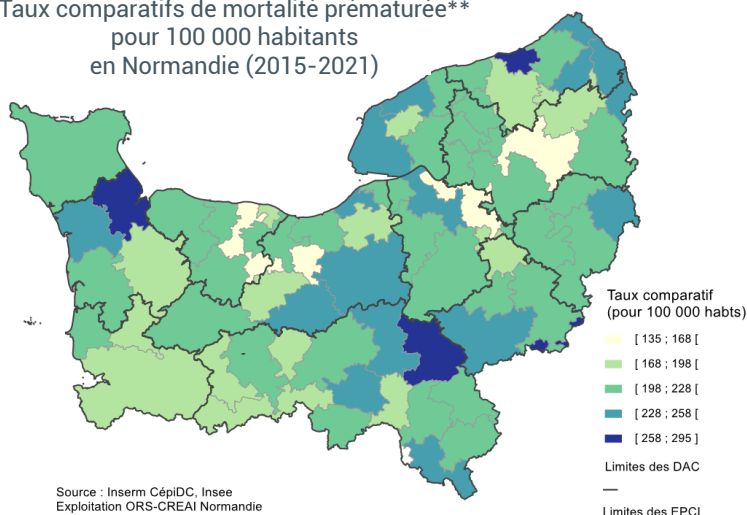 Taux comparatifs de mortalité prématurée**
pour 100 000 habitants
en Normandie (2015-2021)
Taux comparatif
(pour 100 000 habts)
[ 135 ; 168 [
[ 168 ; 198 [
[ 198 ; 228 [
[ 228 ; 258 [
[ 258 ; 295 ]
Limites des DAC
Limites des EPCI
Source : Inserm CépiDC, Insee
Exploitation ORS-CREAI Normandie